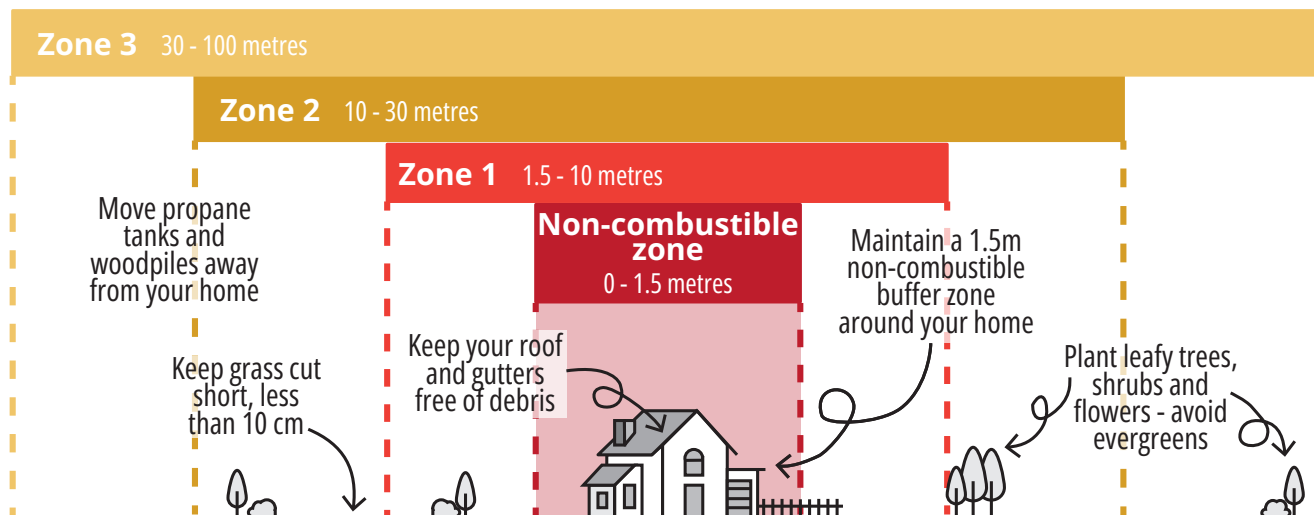 Zone 3 30 - 100 metres
Zone 2 10 - 30 metres
Zone 1 1.5 - 10 metres
Non-combustible
zone
0 - 1.5 metres
Move propane
tanks and
woodpiles away
from your home
Maintain a 1.5m
non-combustible
buffer zone
around your home
Keep your roof
and gutters
free of debris
Keep grass cut
short, less
than 10 cm
Plant leafy trees,
shrubs and
flowers - avoid
evergreens